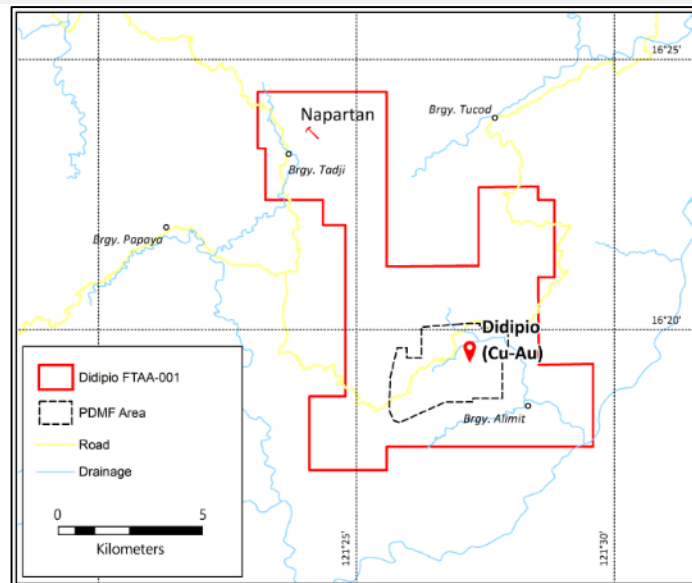 16°25'
Napartan
Brgy. Tucod
Brgy. Tadji
Brgy. Papaya
16°20'
Didipio
(Cu-Au)
Didipio FTAA-001
PDMF Area
Brgy. Alimit
Road
Drainage
0 5
Kilometers
121°25'
121°30'